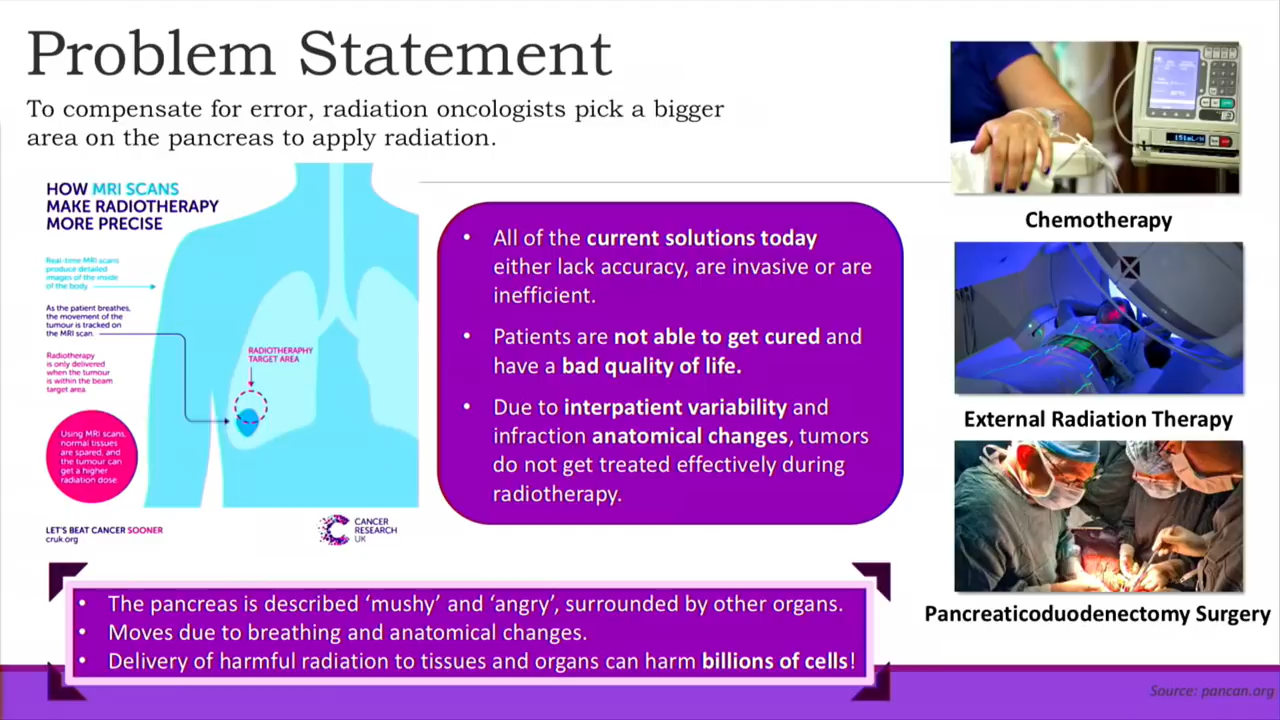 Problem Statement
To compensate for error, radiation oncologists pick a bigger
area on the pancreas to apply radiation.
HOW MRI SCANS
MAKE RADIOTHERAPY
MORE PRECISE
Real-time MRI scans
produce detailed
images of the inside
of the body
As the patient breathes,
the movement of the
tumour is tracked on
the MRI scan
Radiotherapy
is only delivered
when the tumour
is within the beam
target area
RADIOTHERAPHY
TARGET AREA
Using MRI scans,
normal tissues
are spared, and
the tumour can
get a higher
radiation dose
LET'S BEAT CANCER SOONER
cruk.org
CANCER
RESEARCH
UK
• All of the current solutions today
either lack accuracy, are invasive or are
inefficient.
• Patients are not able to get cured and
have a bad quality of life.
• Due to interpatient variability and
infraction anatomical changes, tumors
do not get treated effectively during
radiotherapy.
• The pancreas is described ‘mushy’ and ‘angry’, surrounded by other organs.
• Moves due to breathing and anatomical changes.
• Delivery of harmful radiation to tissues and organs can harm billions of cells!
Chemotherapy
External Radiation Therapy
Pancreaticoduodenectomy Surgery
Source: pancan.org